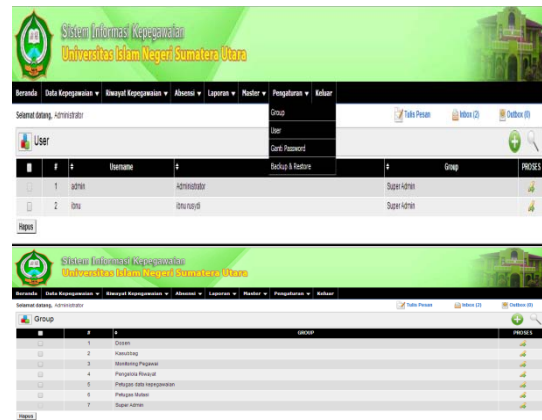 Sistem Informasi Kepegawaian
Universitas Islam Negeri Sumatera Utara
Beranda Data Kepegawaian Riwayat Kepegawaian Absensi Laporan Master Pengaturan Keluar
Selamat datang, Administrator Tulis Pesan Inbox (2) Outbox (0)
Group
User
Ganti Password
Backup & Restore
User
# Username Group PROSES
1 admin Administrator Super Admin
2 ibnu ibnu rusydi Super Admin
Hapus
Sistem Informasi Kepegawaian
Universitas Islam Negeri Sumatera Utara
Beranda Data Kepegawaian Riwayat Kepegawaian Absensi Laporan Master Pengaturan Keluar
Selamat datang, Administrator Tulis Pesan Inbox (2) Outbox (0)
Group
# GROUP PROSES
1 Dosen
2 Kasubbag
3 Monitoring Pegawai
4 Pengelola Riwayat
5 Petugas data kepegawaian
6 Petugas Mutasi
7 Super Admin
Hapus